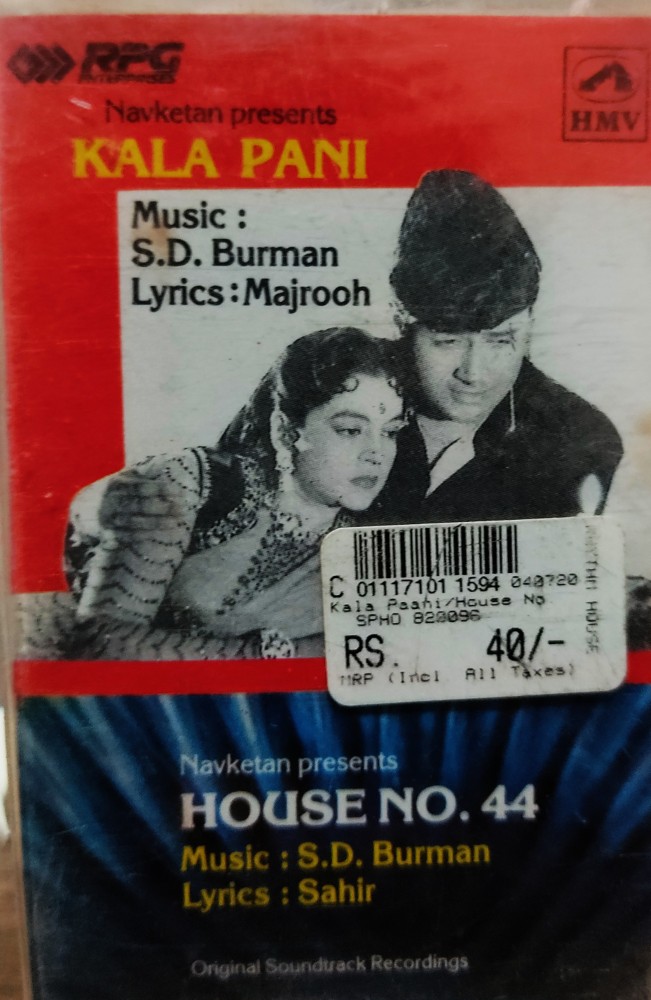 RPG
ENTERPRISES
HMV
Navketan presents
KALA PANI
Music :
S.D. Burman
Lyrics : Majrooh
C 01117101 1594 040720
Kala Paani/House No
SPHO 822096
RS. 40/-
MRP (Incl All Taxes)
RHYTHM HOUSE
Navketan presents
HOUSE NO. 44
Music : S.D. Burman
Lyrics : Sahir
Original Soundtrack Recordings